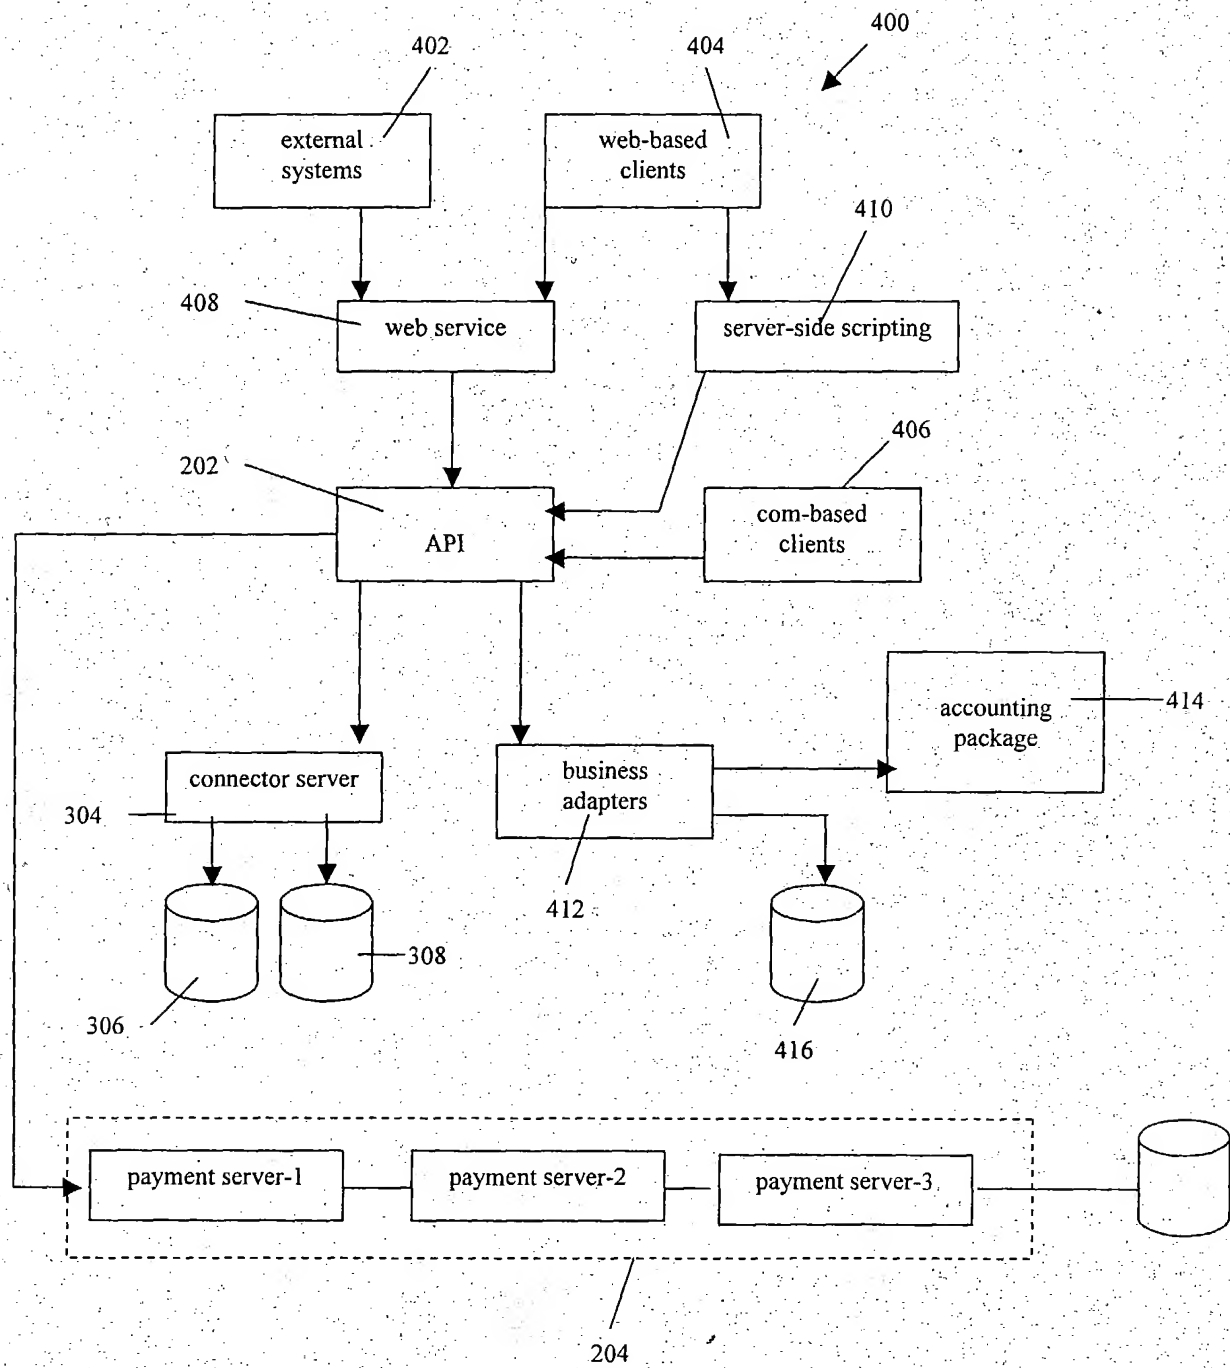 400
402
404
external
systems
web-based
clients
410
408
web service
server-side scripting
406
202
API
com-based
clients
accounting
package
414
connector server
business
adapters
304
412
308
306
416
payment server-1
payment server-2
payment server-3
204